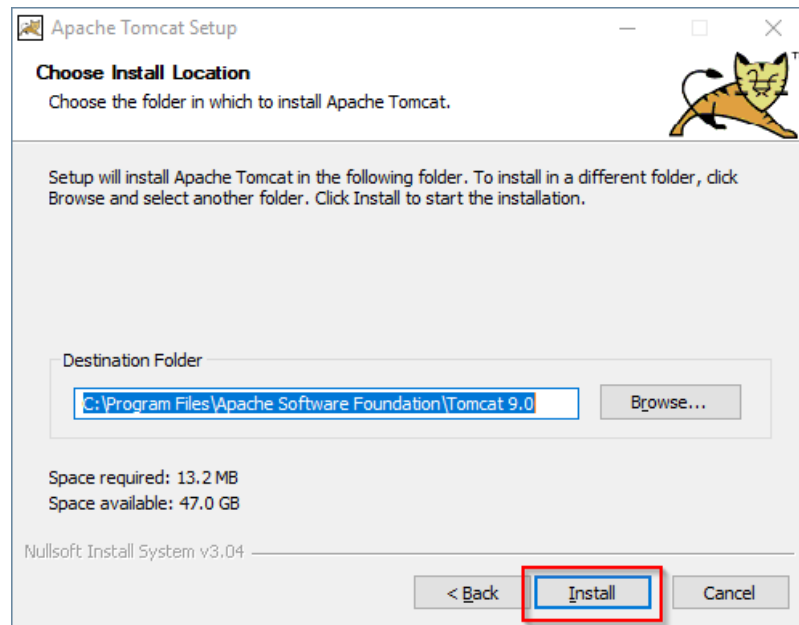 Apache Tomcat Setup
Choose Install Location
Choose the folder in which to install Apache Tomcat.
Setup will install Apache Tomcat in the following folder. To install in a different folder, click
Browse and select another folder. Click Install to start the installation.
Destination Folder
C:\Program Files\Apache Software Foundation\Tomcat 9.0
Browse...
Space required: 13.2 MB
Space available: 47.0 GB
Nullsoft Install System v3.04
< Back
Install
Cancel